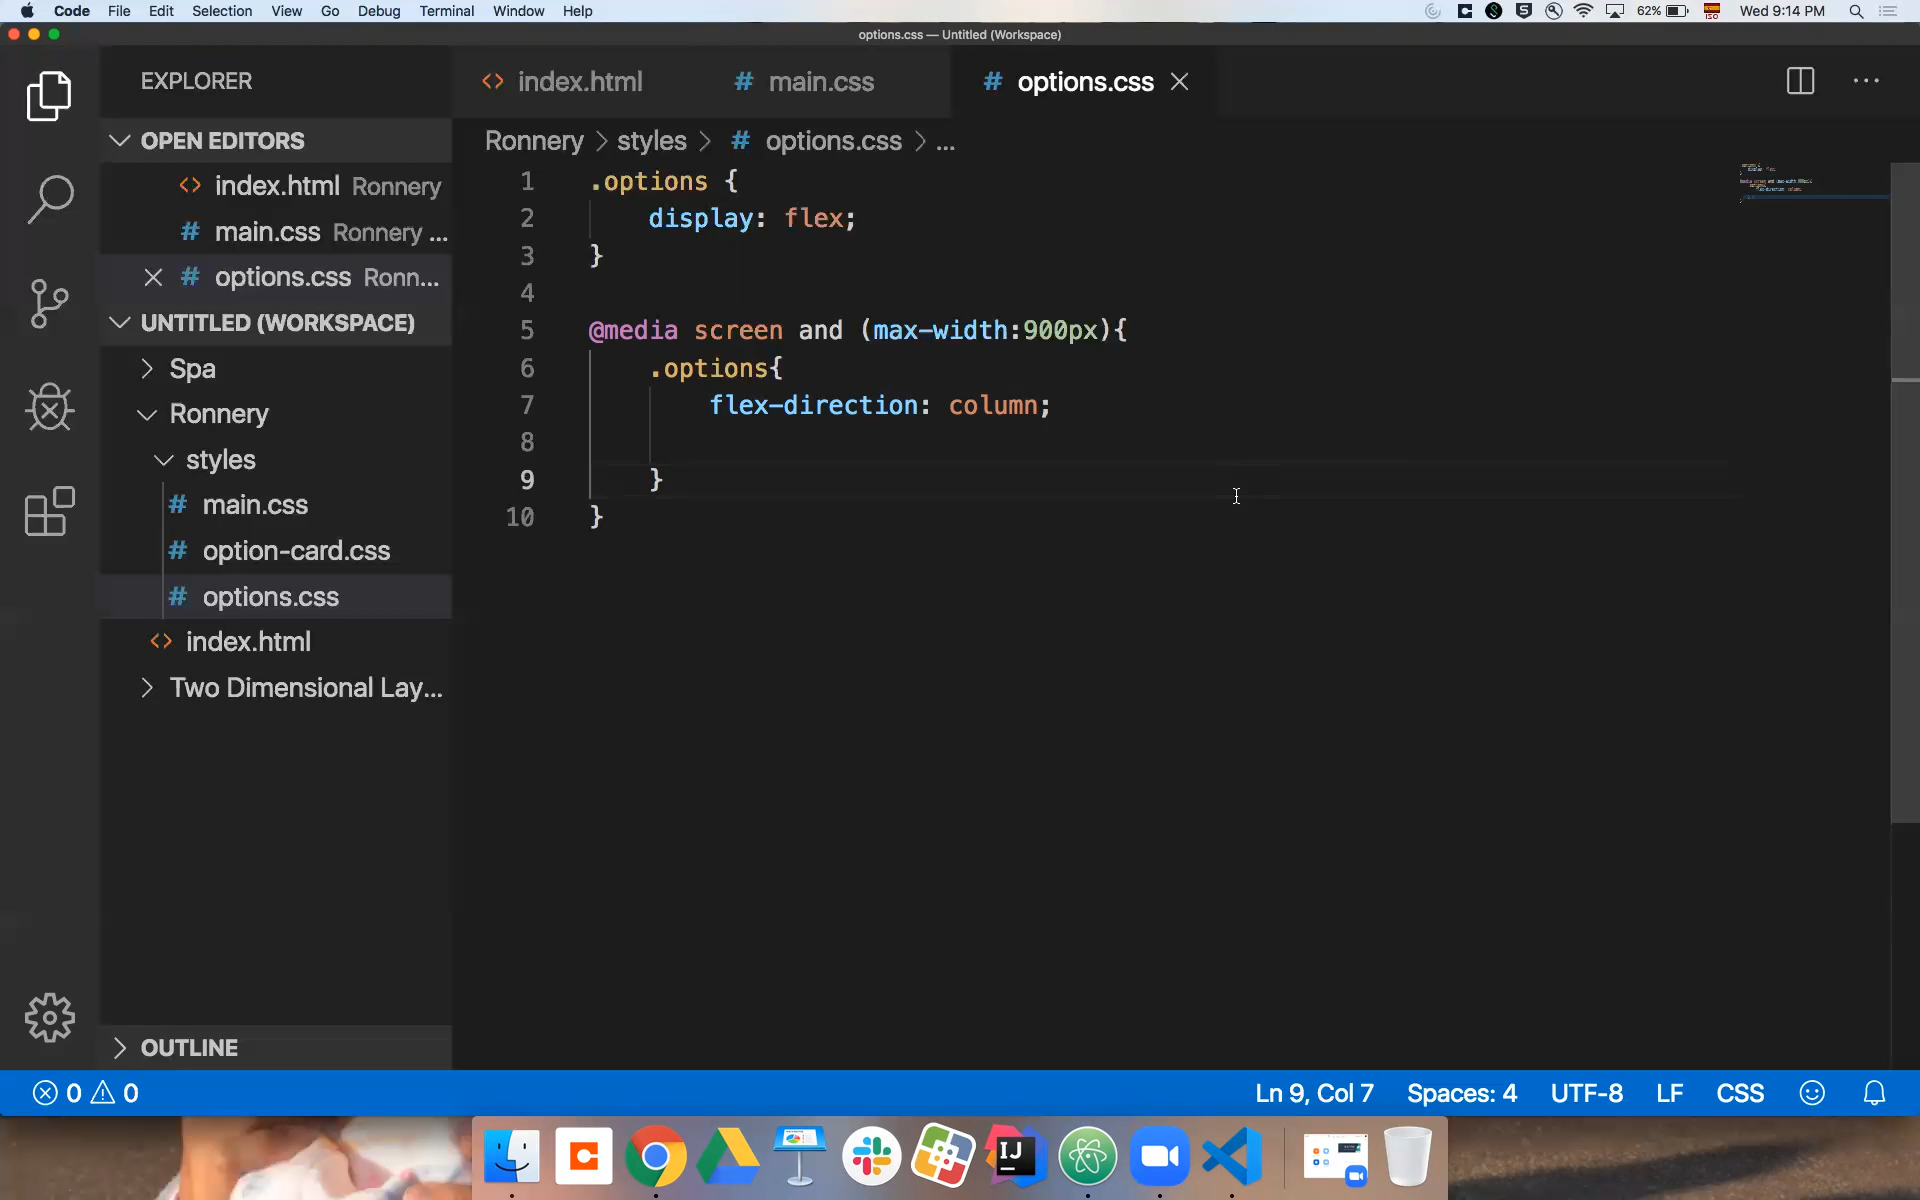 Code File Edit Selection View Go Debug Terminal Window Help
62% ISO Wed 9:14 PM
options.css — Untitled (Workspace)
EXPLORER
OPEN EDITORS
<> index.html Ronnery
# main.css Ronnery ...
# options.css Ronn...
UNTITLED (WORKSPACE)
Spa
Ronnery
styles
# main.css
# option-card.css
# options.css
<> index.html
Two Dimensional Lay...
OUTLINE
<> index.html # main.css # options.css
Ronnery > styles > # options.css > ...
1 .options {
2 display: flex;
3 }
4
5 @media screen and (max-width:900px){
6 .options{
7 flex-direction: column;
8
9 }
10 }
0 0 Ln 9, Col 7 Spaces: 4 UTF-8 LF CSS
IJ